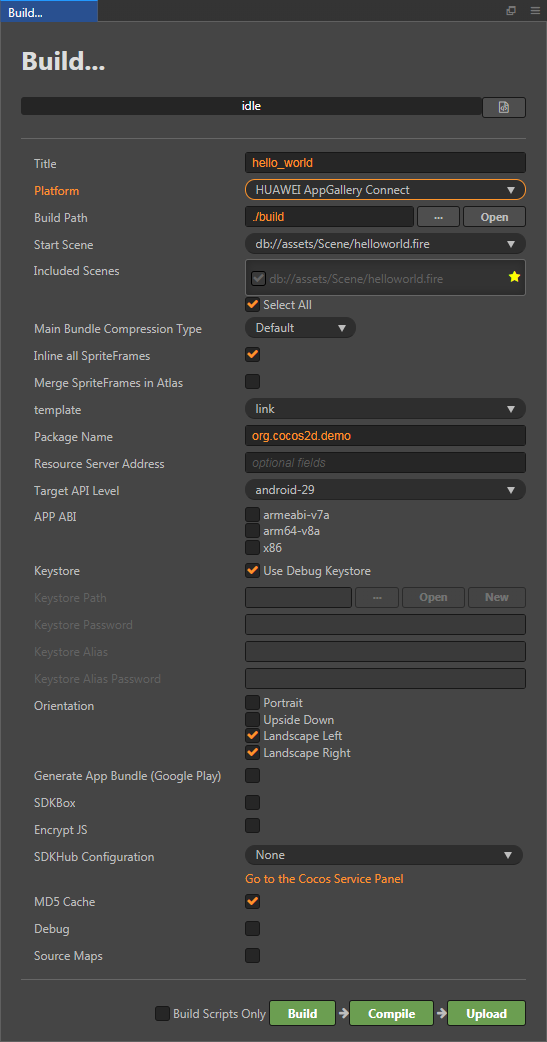 Build...
Build...
idle
Title hello_world
Platform HUAWEI AppGallery Connect
Build Path ./build ... Open
Start Scene db://assets/Scene/helloworld.fire
Included Scenes db://assets/Scene/helloworld.fire
Select All
Main Bundle Compression Type Default
Inline all SpriteFrames
Merge SpriteFrames in Atlas
template link
Package Name org.cocos2d.demo
Resource Server Address optional fields
Target API Level android-29
APP ABI armeabi-v7a
arm64-v8a
x86
Keystore Use Debug Keystore
Keystore Path ... Open New
Keystore Password
Keystore Alias
Keystore Alias Password
Orientation Portrait
Upside Down
Landscape Left
Landscape Right
Generate App Bundle (Google Play)
SDKBox
Encrypt JS
SDKHub Configuration None
Go to the Cocos Service Panel
MD5 Cache
Debug
Source Maps
Build Scripts Only Build Compile Upload